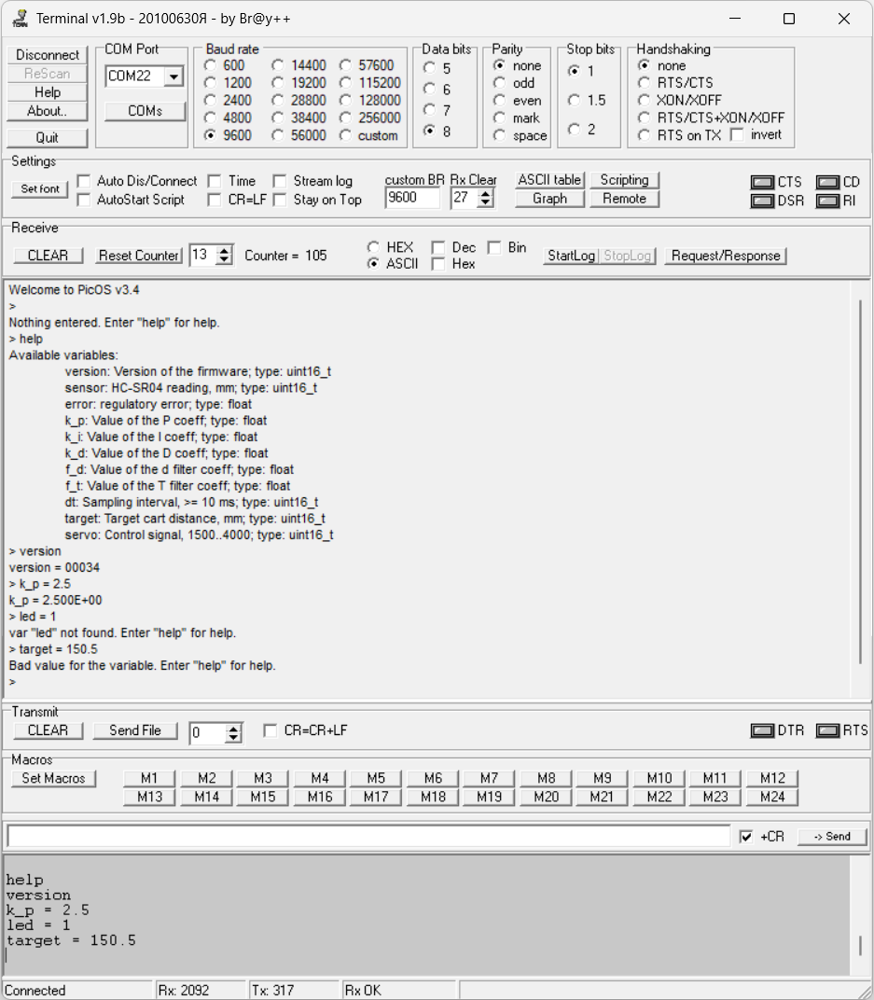 Terminal v1.9b - 20100630Я - by Br@y++
Disconnect
ReScan
Help
About..
Quit
COM Port
COM22
COMs
Baud rate
600 14400 57600
1200 19200 115200
2400 28800 128000
4800 38400 256000
9600 56000 custom
Data bits
5
6
7
8
Parity
none
odd
even
mark
space
Stop bits
1
1.5
2
Handshaking
none
RTS/CTS
XON/XOFF
RTS/CTS+XON/XOFF
RTS on TX invert
Settings
Set font
Auto Dis/Connect Time Stream log
AutoStart Script CR=LF Stay on Top
custom BR Rx Clear
9600 27
ASCII table Scripting
Graph Remote
CTS CD
DSR RI
Receive
CLEAR Reset Counter 13 Counter = 105
HEX Dec Bin
ASCII Hex
StartLog StopLog Request/Response
Welcome to PicOS v3.4
>
Nothing entered. Enter "help" for help.
> help
Available variables:
version: Version of the firmware; type: uint16_t
sensor: HC-SR04 reading, mm; type: uint16_t
error: regulatory error; type: float
k_p: Value of the P coeff; type: float
k_i: Value of the I coeff; type: float
k_d: Value of the D coeff; type: float
f_d: Value of the d filter coeff; type: float
f_t: Value of the T filter coeff; type: float
dt: Sampling interval, >= 10 ms; type: uint16_t
target: Target cart distance, mm; type: uint16_t
servo: Control signal, 1500..4000; type: uint16_t
> version
version = 00034
> k_p = 2.5
k_p = 2.500E+00
> led = 1
var "led" not found. Enter "help" for help.
> target = 150.5
Bad value for the variable. Enter "help" for help.
>
Transmit
CLEAR Send File 0 CR=CR+LF DTR RTS
Macros
Set Macros M1 M2 M3 M4 M5 M6 M7 M8 M9 M10 M11 M12
M13 M14 M15 M16 M17 M18 M19 M20 M21 M22 M23 M24
+CR -> Send
help
version
k_p = 2.5
led = 1
target = 150.5
Connected Rx: 2092 Tx: 317 Rx OK